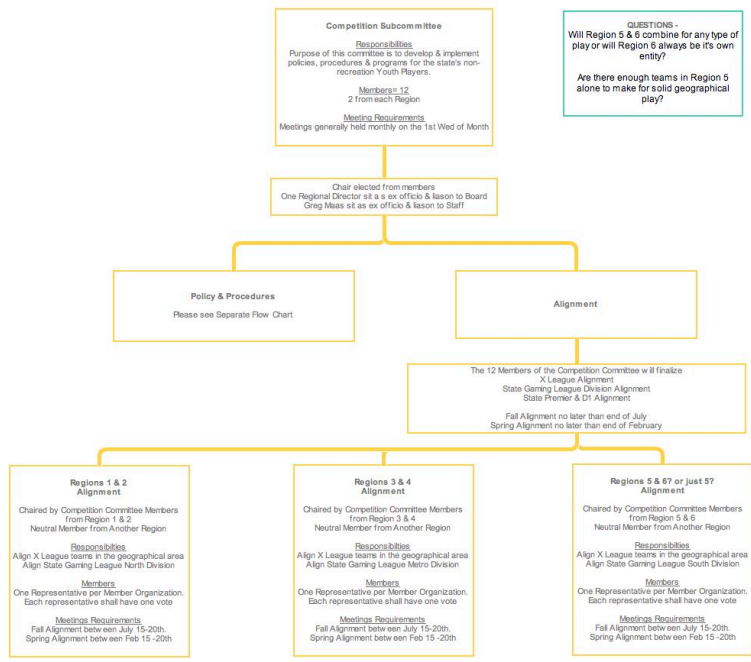 Competition Subcommittee
Responsibilities
Purpose of this committee is to develop & implement
policies, procedures & programs for the state's non-
recreation Youth Players.
Members= 12
2 from each Region
Meeting Requirements
Meetings generally held monthly on the 1st Wed of Month
QUESTIONS -
Will Region 5 & 6 combine for any type of
play or will Region 6 always be it's own
entity?
Are there enough teams in Region 5
alone to make for solid geographical
play?
Chair elected from members
One Regional Director sit a s ex officio & liason to Board
Greg Maas sit as ex officio & liason to Staff
Policy & Procedures
Please see Separate Flow Chart
Alignment
The 12 Members of the Competition Committee will finalize
X League Alignment
State Gaming League Division Alignment
State Premier & D1 Alignment
Fall Alignment no later than end of July
Spring Alignment no later than end of February
Regions 1 & 2
Alignment
Chaired by Competition Committee Members
from Region 1 & 2
Neutral Member from Another Region
Responsibilties
Align X League teams in the geographical area
Align State Gaming League North Division
Members
One Representative per Member Organization.
Each representative shall have one vote
Meetings Requirements
Fall Alignment between July 15-20th.
Spring Alignment between Feb 15 -20th
Regions 3 & 4
Alignment
Chaired by Competition Committee Members
from Region 3 & 4
Neutral Member from Another Region
Responsibilties
Align X League teams in the geographical area
Align State Gaming League Metro Division
Members
One Representative per Member Organization.
Each representative shall have one vote
Meetings Requirements
Fall Alignment between July 15-20th.
Spring Alignment between Feb 15 -20th
Regions 5 & 6? or just 5?
Alignment
Chaired by Competition Committee Members
from Region 5 & 6
Neutral Member from Another Region
Responsibilties
Align X League teams in the geographical area
Align State Gaming League South Division
Members
One Representative per Member Organization.
Each representative shall have one vote
Meetings Requirements
Fall Alignment between July 15-20th.
Spring Alignment between Feb 15 -20th